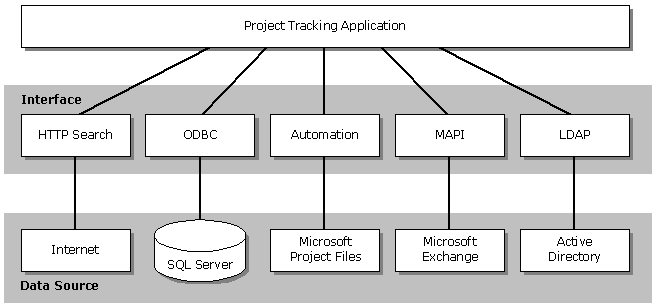 Project Tracking Application
Interface
HTTP Search
ODBC
Automation
MAPI
LDAP
Internet
SQL Server
Microsoft
Project Files
Microsoft
Exchange
Active
Directory
Data Source